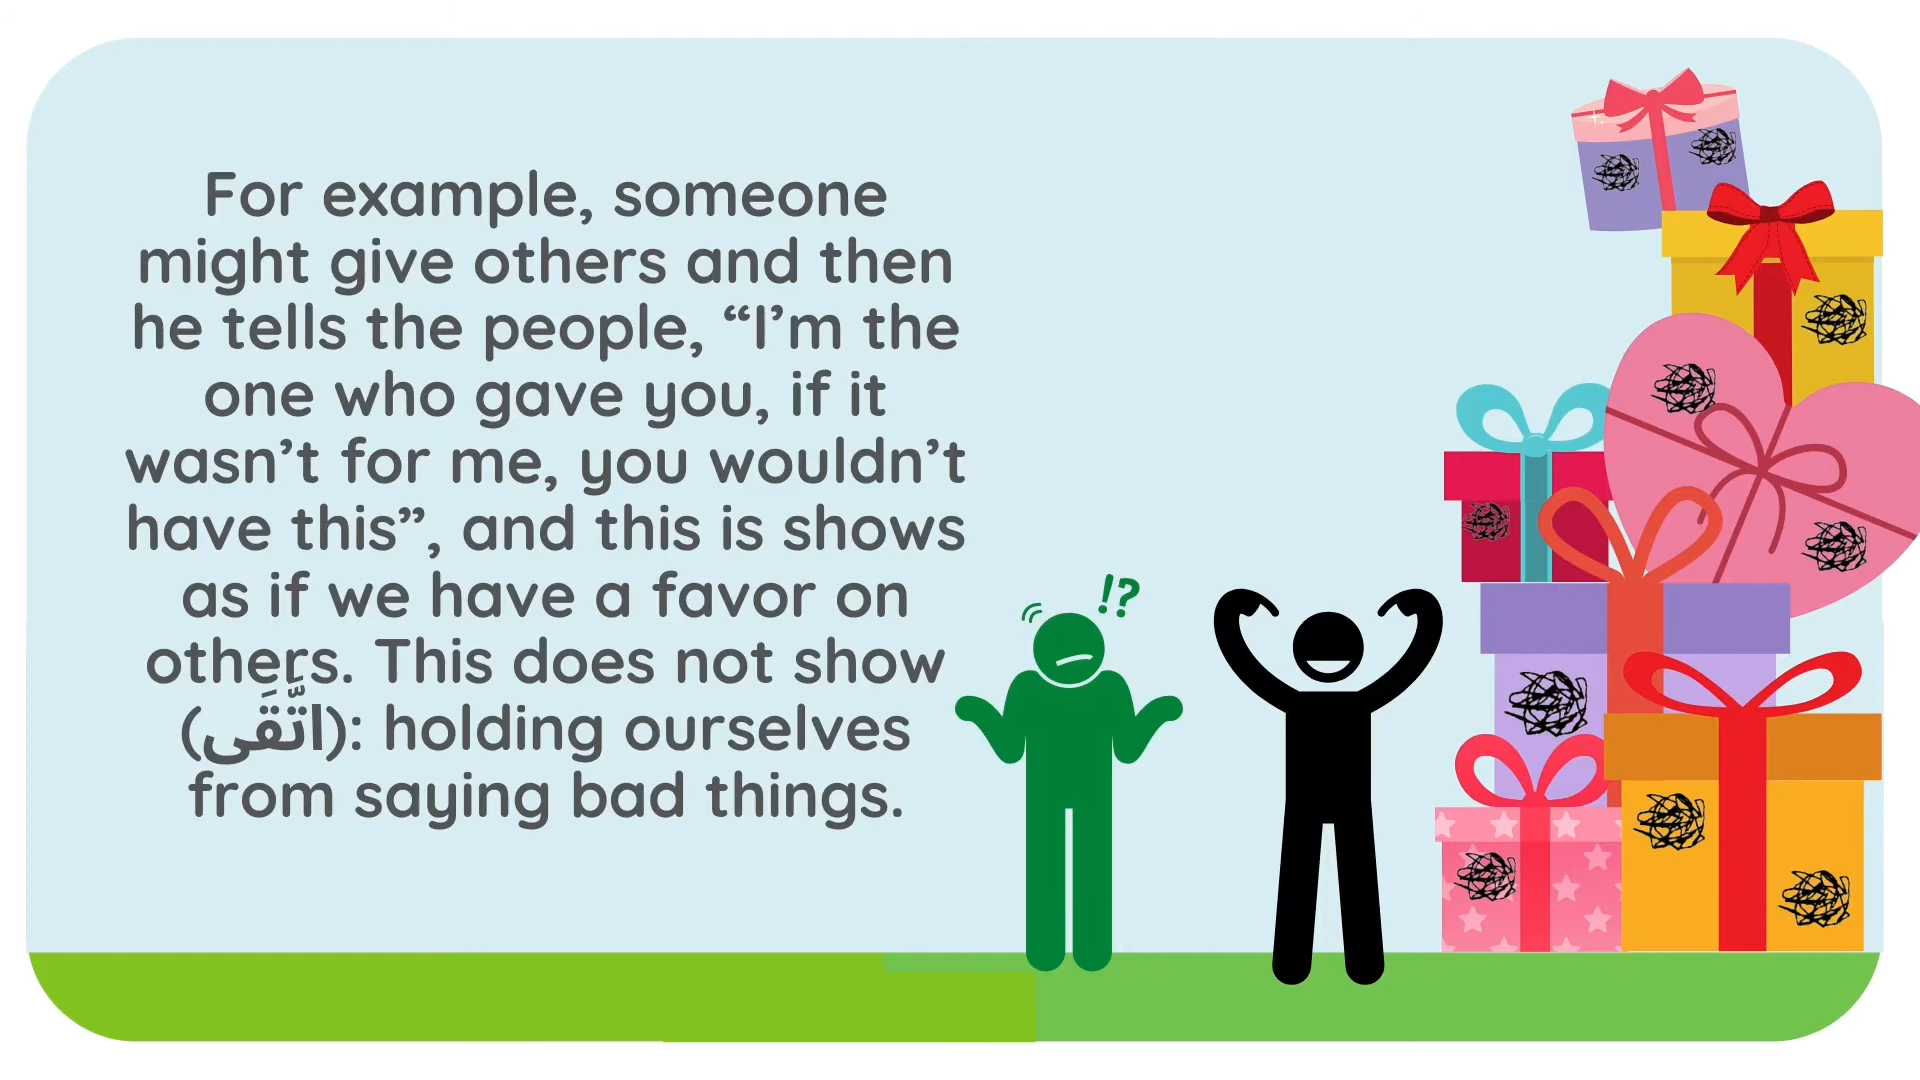 For example, someone
might give others and then
he tells the people, “I’m the
one who gave you, if it
wasn’t for me, you wouldn’t
have this”, and this is shows
as if we have a favor on
others. This does not show
(اتَّقَى): holding ourselves
from saying bad things.
!?